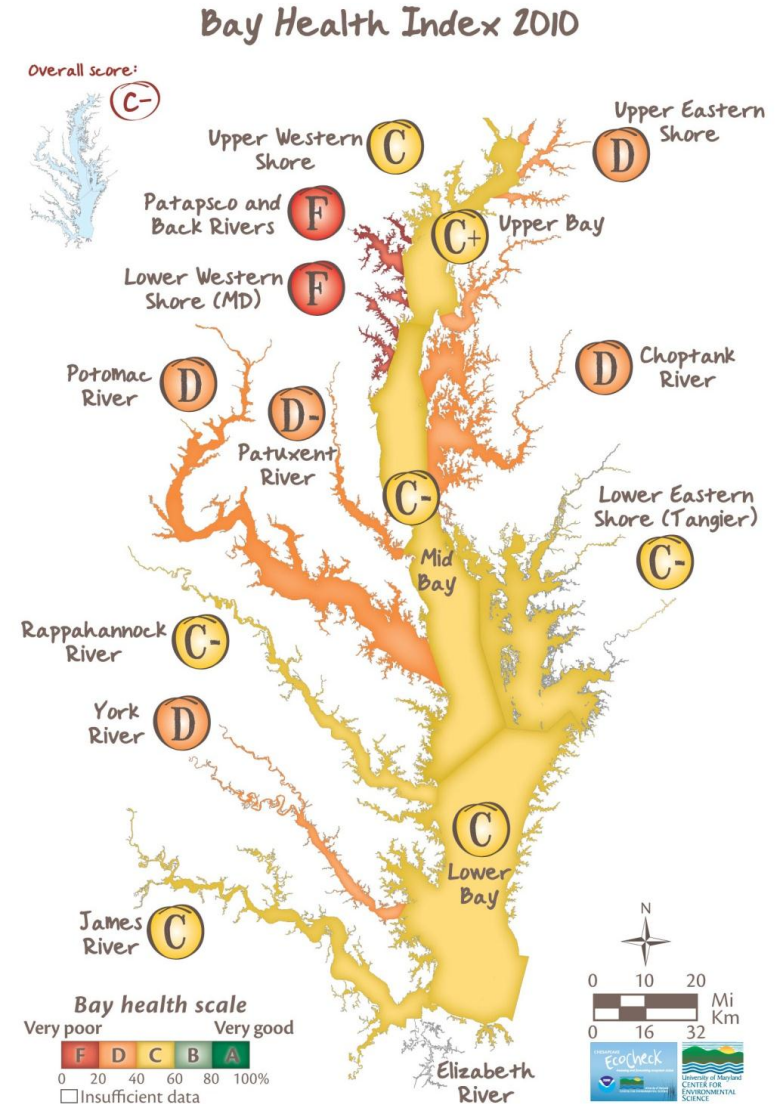 Bay Health Index 2010
Overall score:
C-
Upper Western
Shore
C
Upper Eastern
Shore
D
Patapsco and
Back Rivers
F
C+
Upper Bay
Lower Western
Shore (MD)
F
Potomac
River
D
D-
Patuxent
River
D
Choptank
River
C-
Mid
Bay
Lower Eastern
Shore (Tangier)
C-
Rappahannock
River
C-
York
River
D
C
Lower
Bay
James
River
C
Elizabeth
River
Bay health scale
Very poor
Very good
F D C B A
0 20 40 60 80 100%
Insufficient data
N
0 10 20
Mi
Km
0 16 32
EcoCheck
University of Maryland
CENTER FOR
ENVIRONMENTAL
SCIENCE